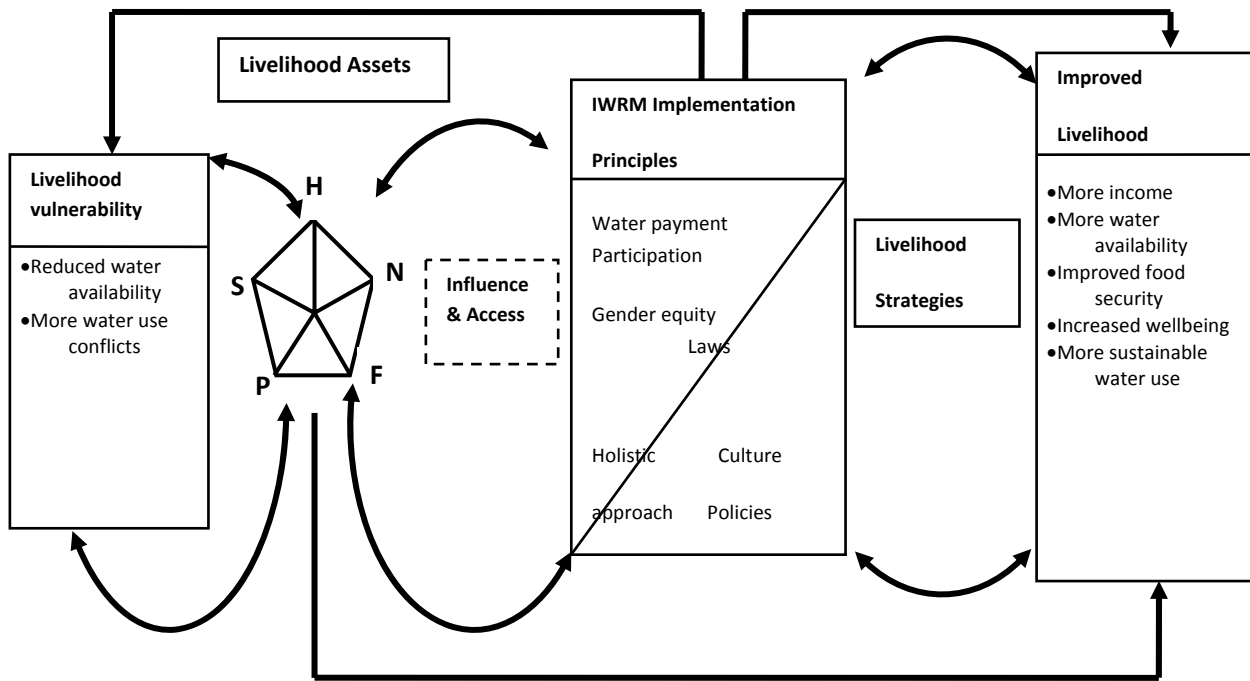 Livelihood Assets
Livelihood
vulnerability
•Reduced water
availability
•More water use
conflicts
H
S
N
P
F
Influence
& Access
IWRM Implementation
Principles
Water payment
Participation
Gender equity
Laws
Holistic Culture
approach Policies
Livelihood
Strategies
Improved
Livelihood
•More income
•More water
availability
•Improved food
security
•Increased wellbeing
•More sustainable
water use